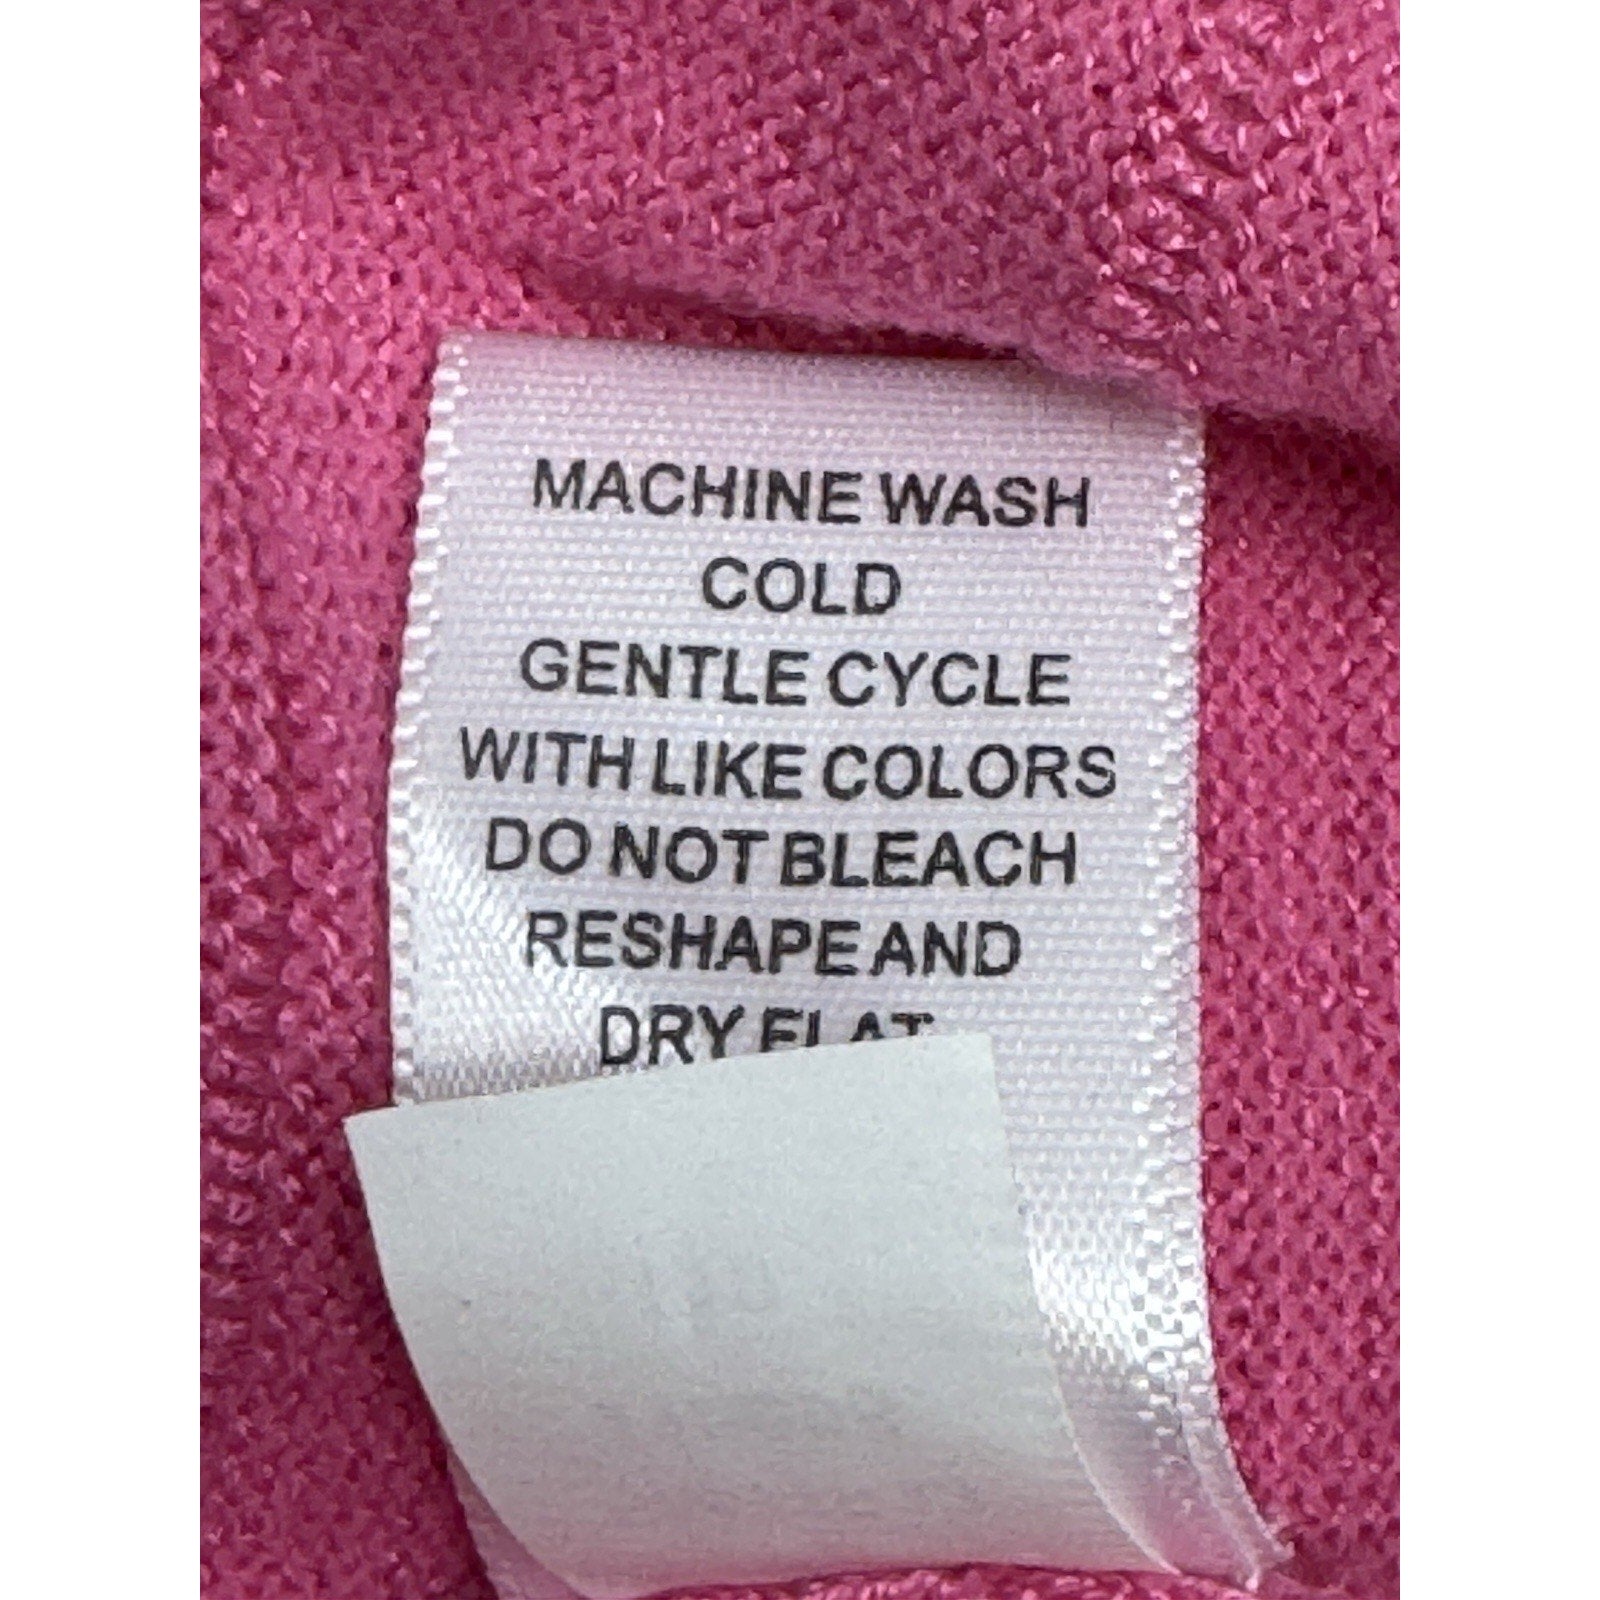 MACHINE WASH
COLD
GENTLE CYCLE
WITH LIKE COLORS
DO NOT BLEACH
RESHAPE AND
DRY FLAT